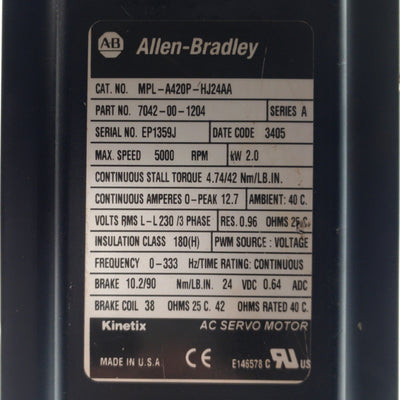 AB Allen-Bradley
CAT. NO. MPL-A420P-HJ24AA
PART NO. 7042-00-1204 SERIES A
SERIAL NO. EP1359J DATE CODE 3405
MAX. SPEED 5000 RPM kW 2.0
CONTINUOUS STALL TORQUE 4.74/42 Nm/LB.IN.
CONTINUOUS AMPERES 0-PEAK 12.7 AMBIENT: 40 C.
VOLTS RMS L-L 230 /3 PHASE RES. 0.96 OHMS 25 C.
INSULATION CLASS 180(H) PWM SOURCE : VOLTAGE
FREQUENCY 0-333 Hz/TIME RATING: CONTINUOUS
BRAKE 10.2/90 Nm/LB.IN. 24 VDC 0.64 ADC
BRAKE COIL 38 OHMS 25 C. 42 OHMS RATED 40 C.
Kinetix AC SERVO MOTOR
MADE IN U.S.A CE E146578 C RU US